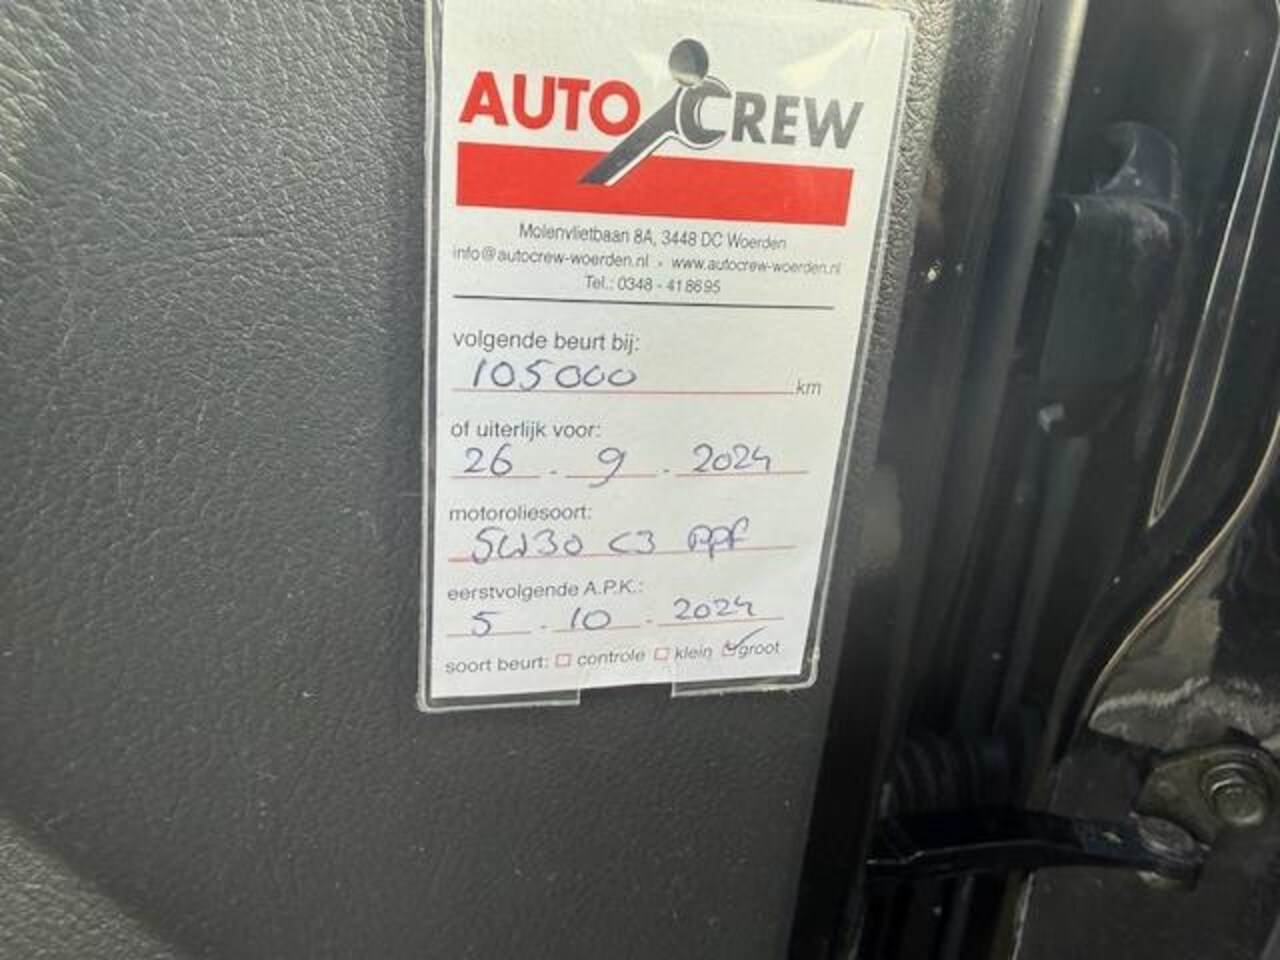 AUTO CREW
Molenvlietbaan 8A, 3448 DC Woerden
info@autocrew-woerden.nl • www.autocrew-woerden.nl
Tel.: 0348 - 418695
volgende beurt bij:
105000 km
of uiterlijk voor:
26 . 9 . 2024
motoroliesoort:
5W30 C3 PPF
eerstvolgende A.P.K.:
5 . 10 . 2024
soort beurt: ☐ controle ☐ klein ☑ groot